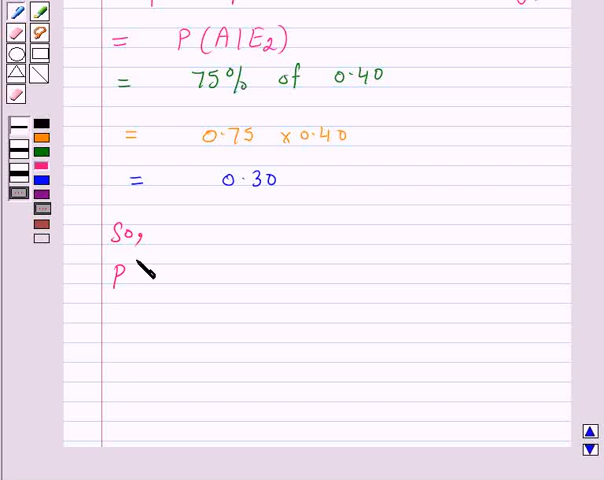 = P(A|E₂)
= 75% of 0.40
= 0.75 x 0.40
= 0.30
So,
P